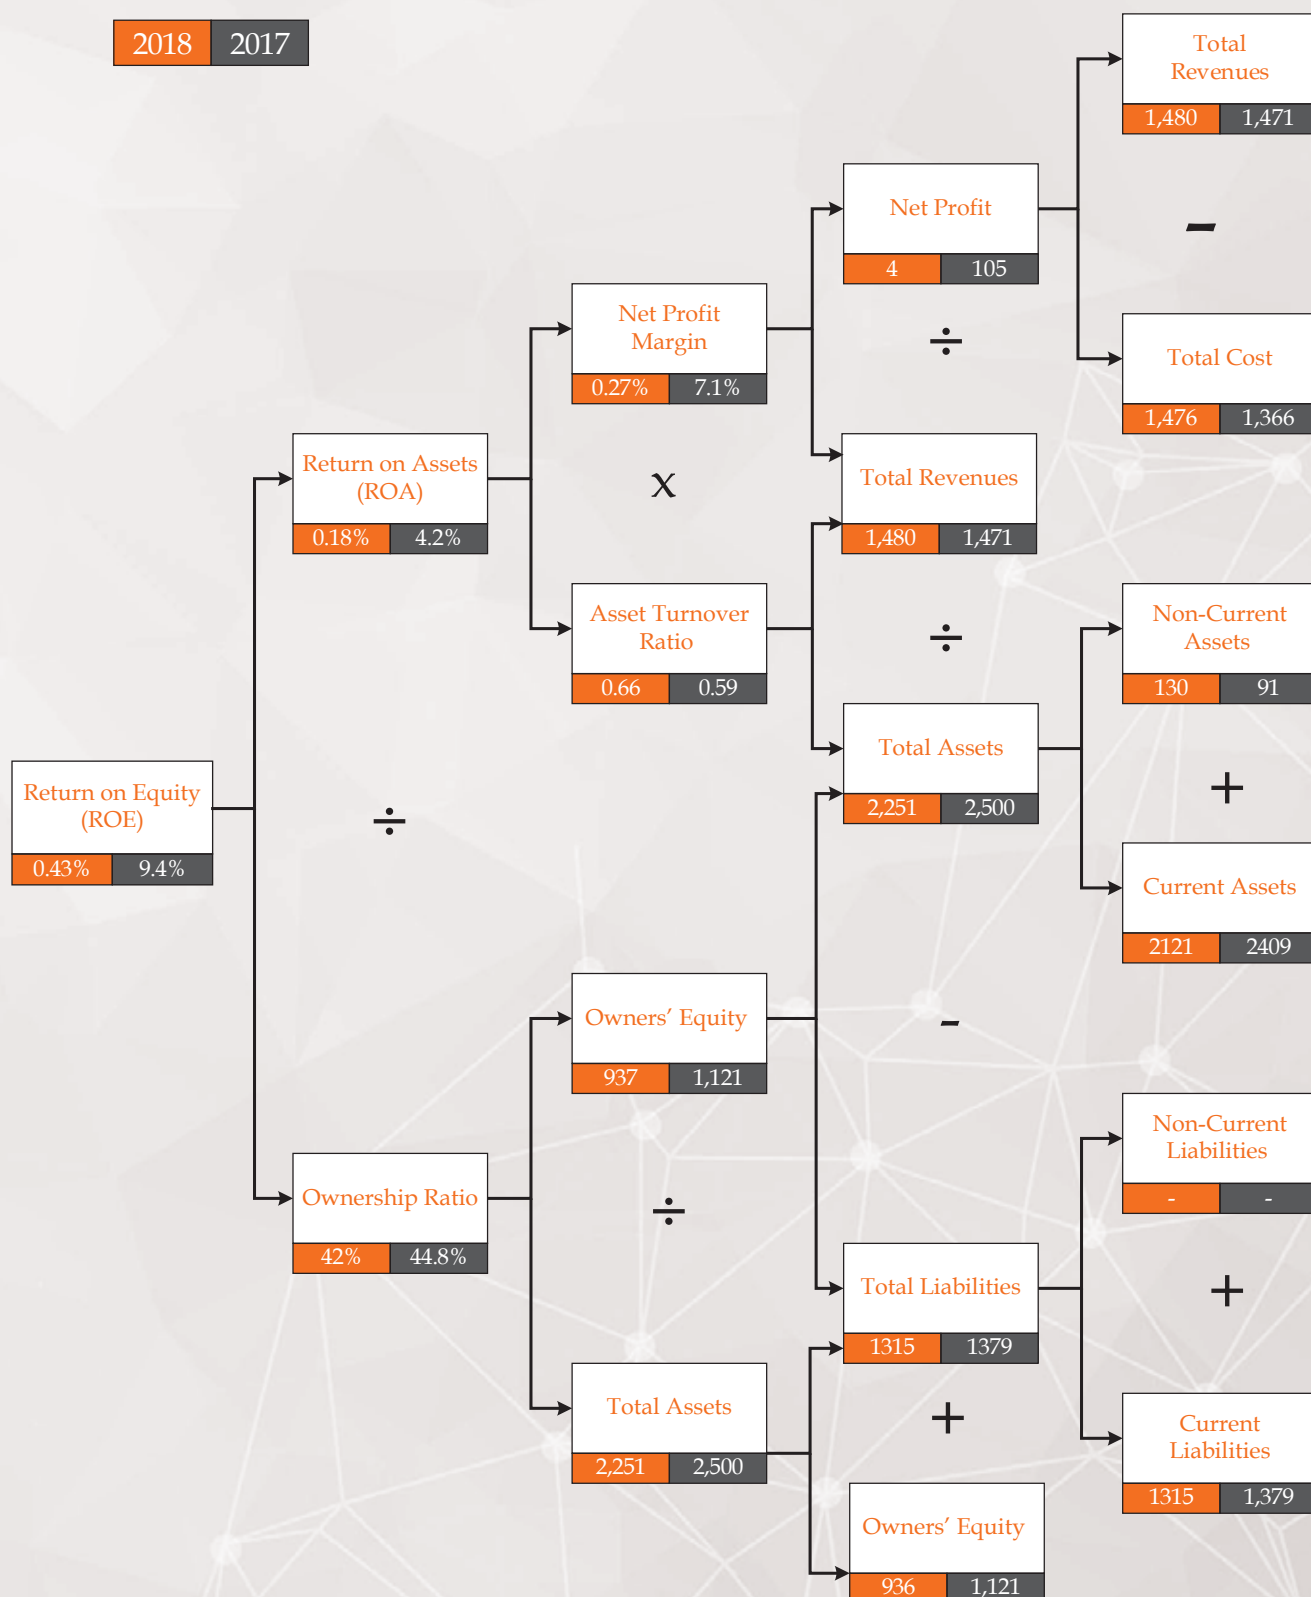 2018 2017
Total
Revenues
1,480 1,471
-
Net Profit
4 105
Net Profit
Margin
0.27% 7.1%
÷
Total Cost
1,476 1,366
Return on Assets
(ROA)
0.18% 4.2%
x
Total Revenues
1,480 1,471
Asset Turnover
Ratio
0.66 0.59
÷
Non-Current
Assets
130 91
Total Assets
2,251 2,500
+
Return on Equity
(ROE)
0.43% 9.4%
÷
Current Assets
2121 2409
Owners’ Equity
937 1,121
-
Non-Current
Liabilities
- -
Ownership Ratio
42% 44.8%
÷
Total Liabilities
1315 1379
+
Total Assets
2,251 2,500
+
Current
Liabilities
1315 1,379
Owners’ Equity
936 1,121